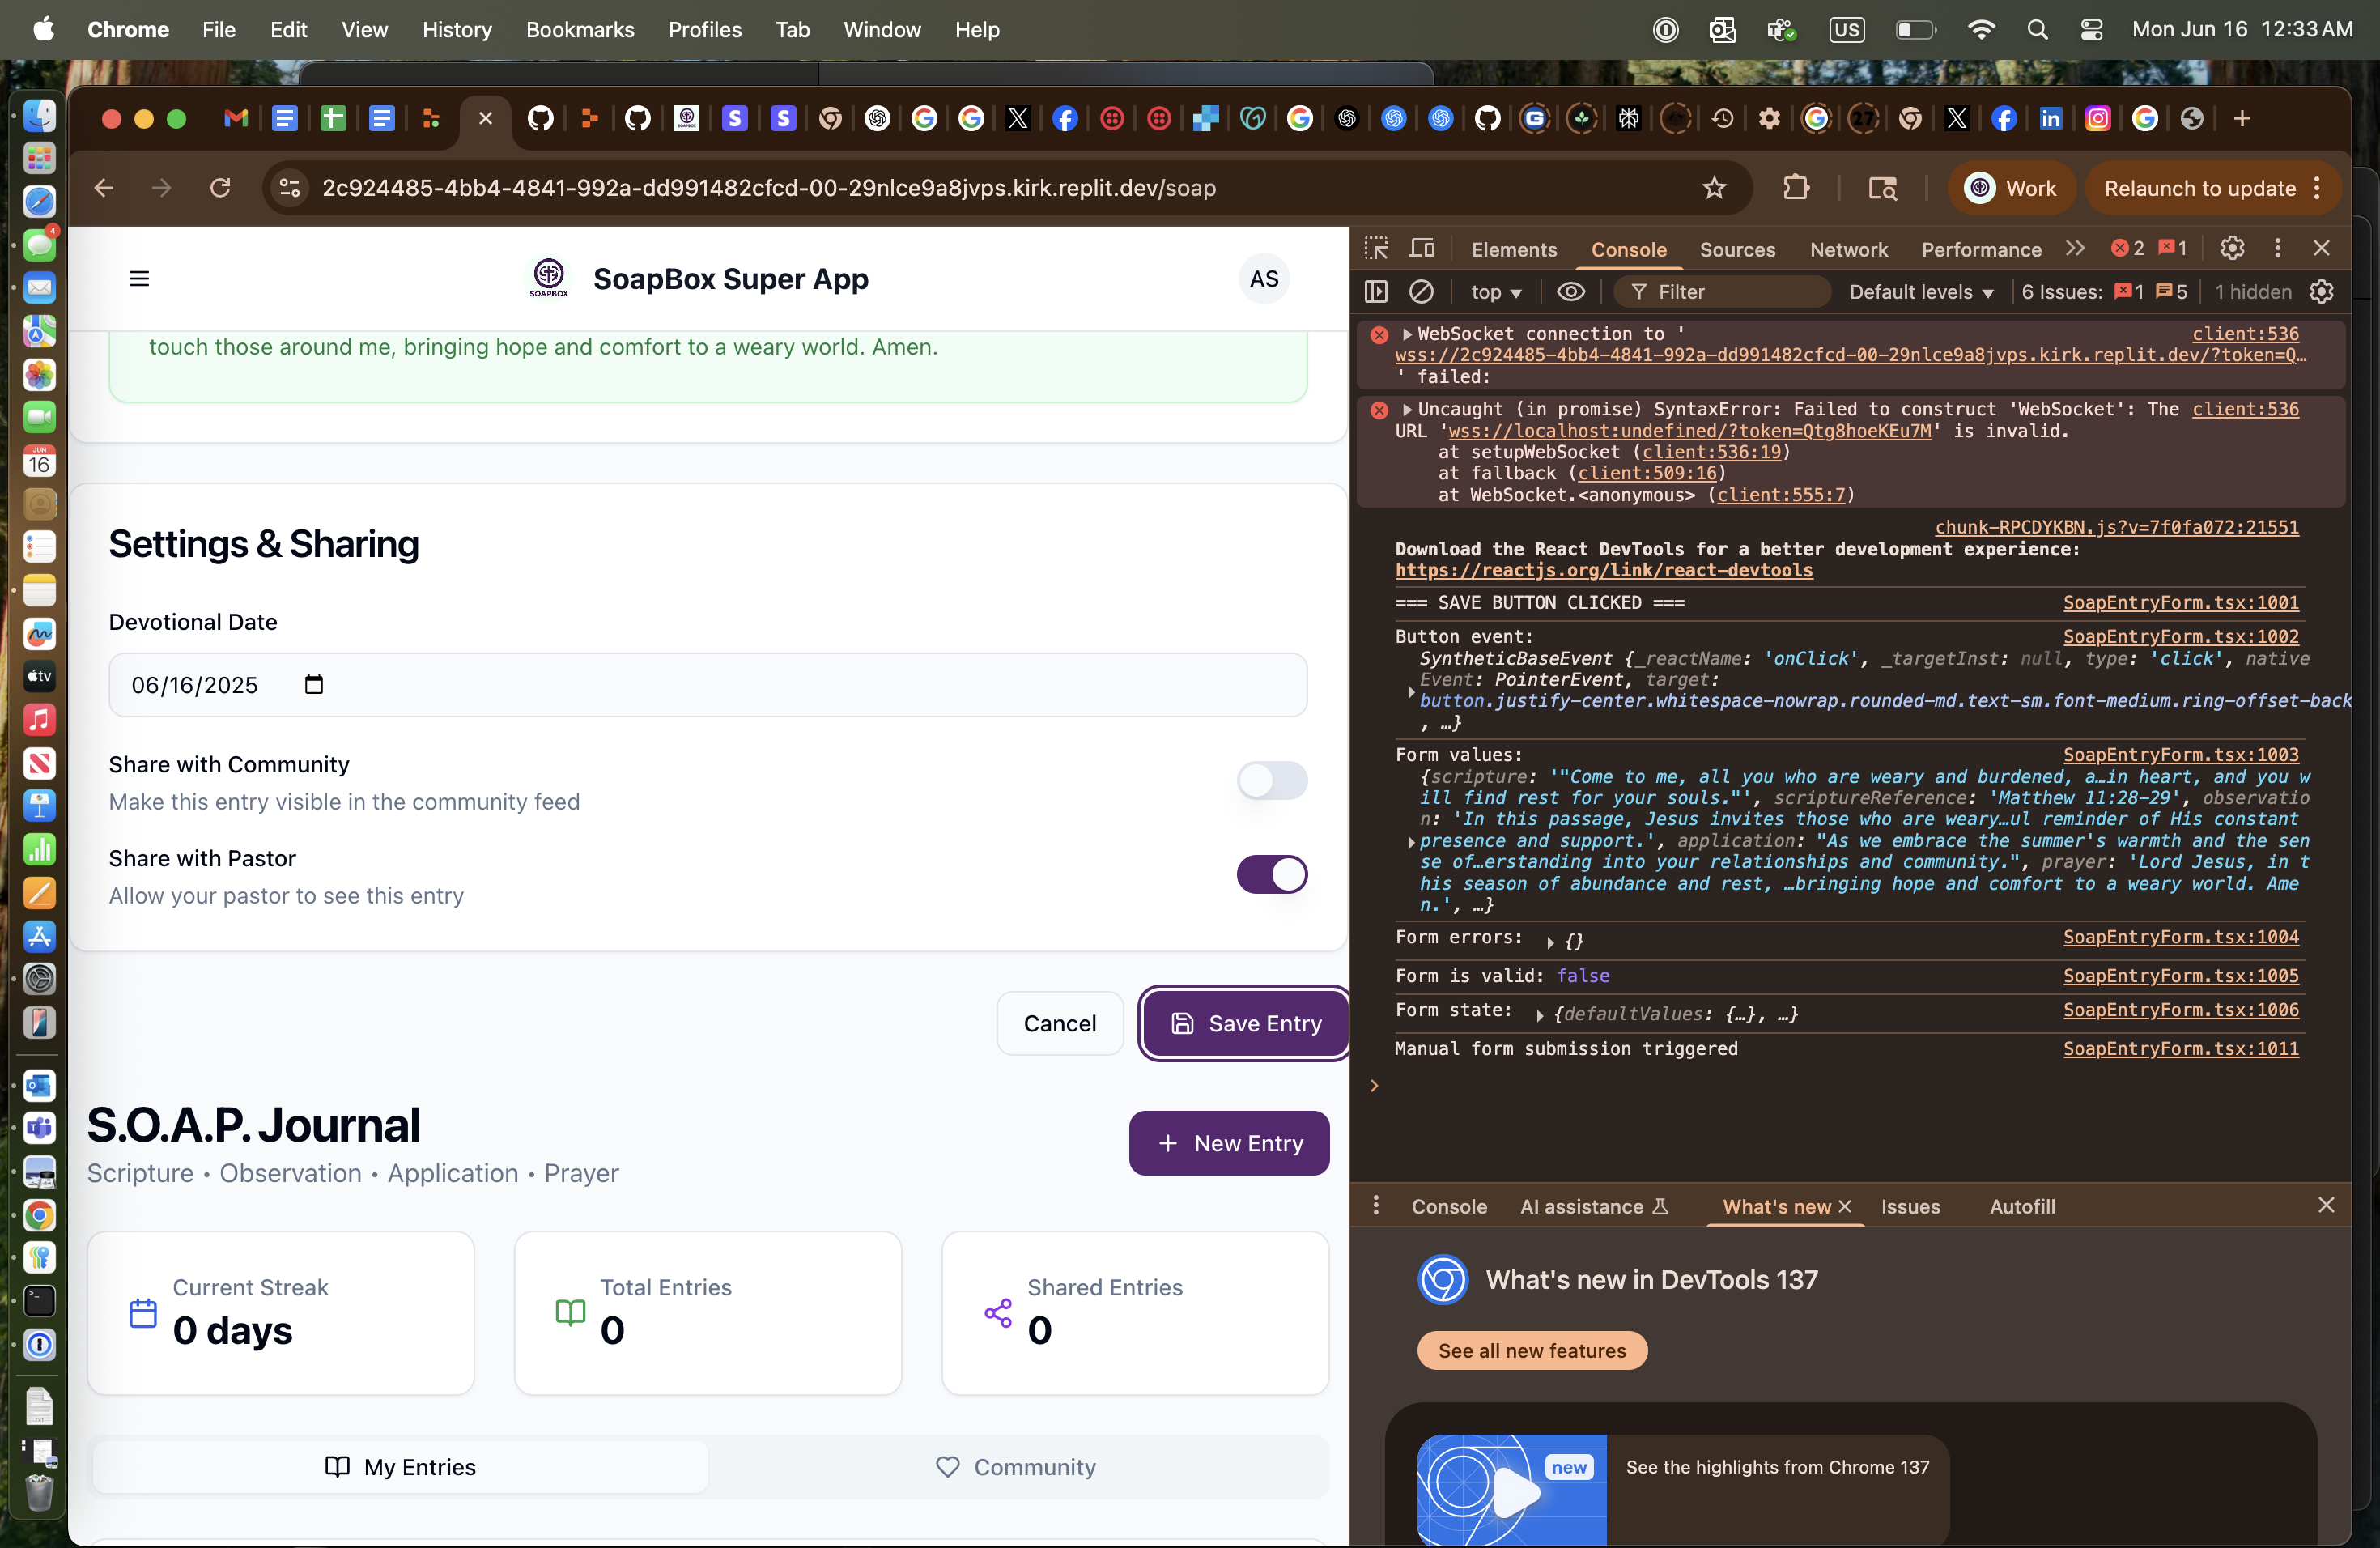 Chrome File Edit View History Bookmarks Profiles Tab Window Help
US
Mon Jun 16 12:33 AM
4
JUN
16
tv
27
2c924485-4bb4-4841-992a-dd991482cfcd-00-29nlce9a8jvps.kirk.replit.dev/soap
Work
Relaunch to update
SOAPBOX
SoapBox Super App
AS
touch those around me, bringing hope and comfort to a weary world. Amen.
Settings & Sharing
Devotional Date
06/16/2025
Share with Community
Make this entry visible in the community feed
Share with Pastor
Allow your pastor to see this entry
Cancel
Save Entry
S.O.A.P. Journal
New Entry
Scripture • Observation • Application • Prayer
Current Streak
0 days
Total Entries
0
Shared Entries
0
My Entries
Community
Elements Console Sources Network Performance 2 1
top Filter Default levels 6 Issues: 1 5 1 hidden
WebSocket connection to ' client:536
wss://2c924485-4bb4-4841-992a-dd991482cfcd-00-29nlce9a8jvps.kirk.replit.dev/?token=Q…
' failed:
Uncaught (in promise) SyntaxError: Failed to construct 'WebSocket': The client:536
URL 'wss://localhost:undefined/?token=Qtg8hoeKEu7M' is invalid.
at setupWebSocket (client:536:19)
at fallback (client:509:16)
at WebSocket.<anonymous> (client:555:7)
chunk-RPCDYKBN.js?v=7f0fa072:21551
Download the React DevTools for a better development experience:
https://reactjs.org/link/react-devtools
=== SAVE BUTTON CLICKED === SoapEntryForm.tsx:1001
Button event: SoapEntryForm.tsx:1002
SyntheticBaseEvent {_reactName: 'onClick', _targetInst: null, type: 'click', native
Event: PointerEvent, target:
button.justify-center.whitespace-nowrap.rounded-md.text-sm.font-medium.ring-offset-back
, …}
Form values: SoapEntryForm.tsx:1003
{scripture: '"Come to me, all you who are weary and burdened, a…in heart, and you w
ill find rest for your souls."', scriptureReference: 'Matthew 11:28-29', observatio
n: 'In this passage, Jesus invites those who are weary…ul reminder of His constant
presence and support.', application: "As we embrace the summer's warmth and the sen
se of…erstanding into your relationships and community.", prayer: 'Lord Jesus, in t
his season of abundance and rest, …bringing hope and comfort to a weary world. Ame
n.', …}
Form errors: {} SoapEntryForm.tsx:1004
Form is valid: false SoapEntryForm.tsx:1005
Form state: {defaultValues: {…}, …} SoapEntryForm.tsx:1006
Manual form submission triggered SoapEntryForm.tsx:1011
Console AI assistance What's new Issues Autofill
What's new in DevTools 137
See all new features
new
See the highlights from Chrome 137